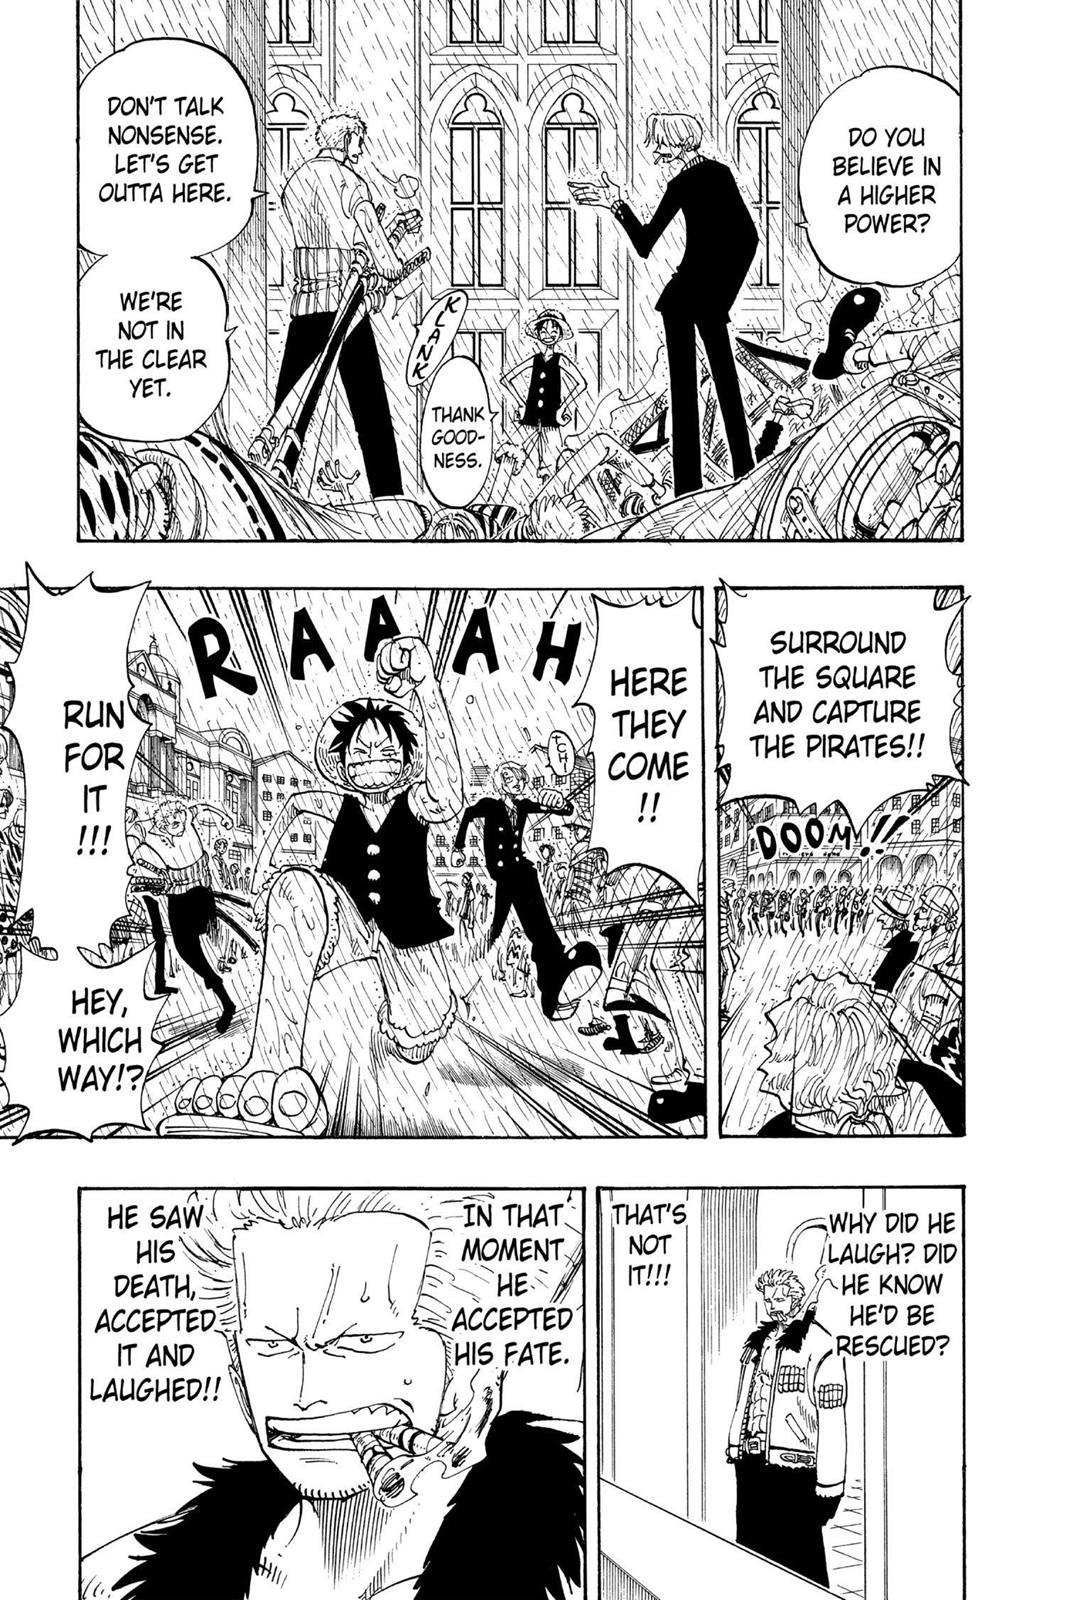 DO YOU
BELIEVE IN
A HIGHER
POWER?
DON'T TALK
NONSENSE.
LET'S GET
OUTTA HERE.
WE'RE
NOT IN
THE CLEAR
YET.
KLANK
THANK
GOOD-
NESS.
SURROUND
THE SQUARE
AND CAPTURE
THE PIRATES!!
DOOM!!
HERE
THEY
COME
!!
RAAAAH
TCH!
RUN
FOR
IT
!!!
HEY,
WHICH
WAY!?
WHY DID HE
LAUGH? DID
HE KNOW
HE'D BE
RESCUED?
THAT'S
NOT
IT!!!
IN THAT
MOMENT
HE
ACCEPTED
HIS FATE.
HE SAW
HIS
DEATH,
ACCEPTED
IT AND
LAUGHED!!